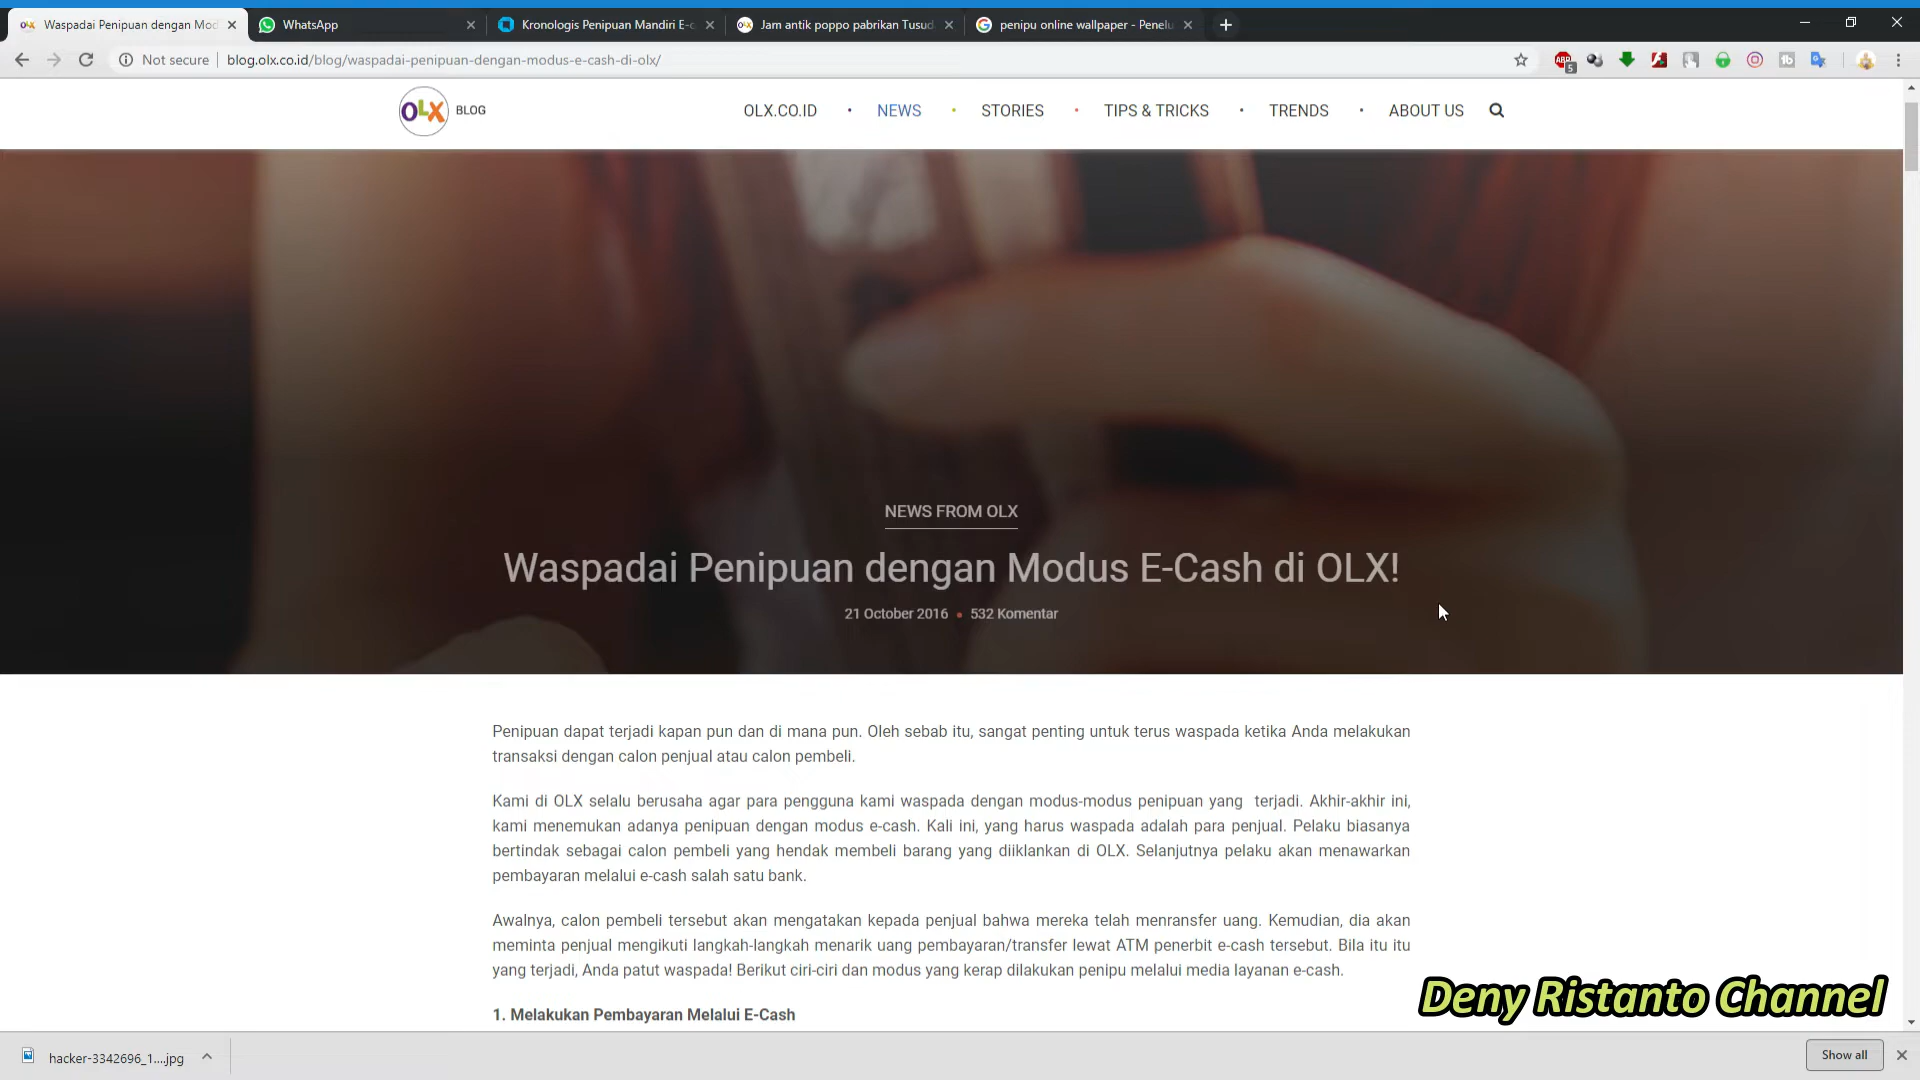 Waspadai Penipuan dengan Mod
WhatsApp
Kronologis Penipuan Mandiri E-c
Jam antik poppo pabrikan Tusud
penipu online wallpaper - Penelu
Not secure
blog.olx.co.id/blog/waspadai-penipuan-dengan-modus-e-cash-di-olx/
ABP
5
OLX
BLOG
OLX.CO.ID • NEWS • STORIES • TIPS & TRICKS • TRENDS • ABOUT US
NEWS FROM OLX
Waspadai Penipuan dengan Modus E-Cash di OLX!
21 October 2016 • 532 Komentar
Penipuan dapat terjadi kapan pun dan di mana pun. Oleh sebab itu, sangat penting untuk terus waspada ketika Anda melakukan
transaksi dengan calon penjual atau calon pembeli.
Kami di OLX selalu berusaha agar para pengguna kami waspada dengan modus-modus penipuan yang terjadi. Akhir-akhir ini,
kami menemukan adanya penipuan dengan modus e-cash. Kali ini, yang harus waspada adalah para penjual. Pelaku biasanya
bertindak sebagai calon pembeli yang hendak membeli barang yang diiklankan di OLX. Selanjutnya pelaku akan menawarkan
pembayaran melalui e-cash salah satu bank.
Awalnya, calon pembeli tersebut akan mengatakan kepada penjual bahwa mereka telah menransfer uang. Kemudian, dia akan
meminta penjual mengikuti langkah-langkah menarik uang pembayaran/transfer lewat ATM penerbit e-cash tersebut. Bila itu itu
yang terjadi, Anda patut waspada! Berikut ciri-ciri dan modus yang kerap dilakukan penipu melalui media layanan e-cash.
1. Melakukan Pembayaran Melalui E-Cash
Deny Ristanto Channel
hacker-3342696_1....jpg
Show all